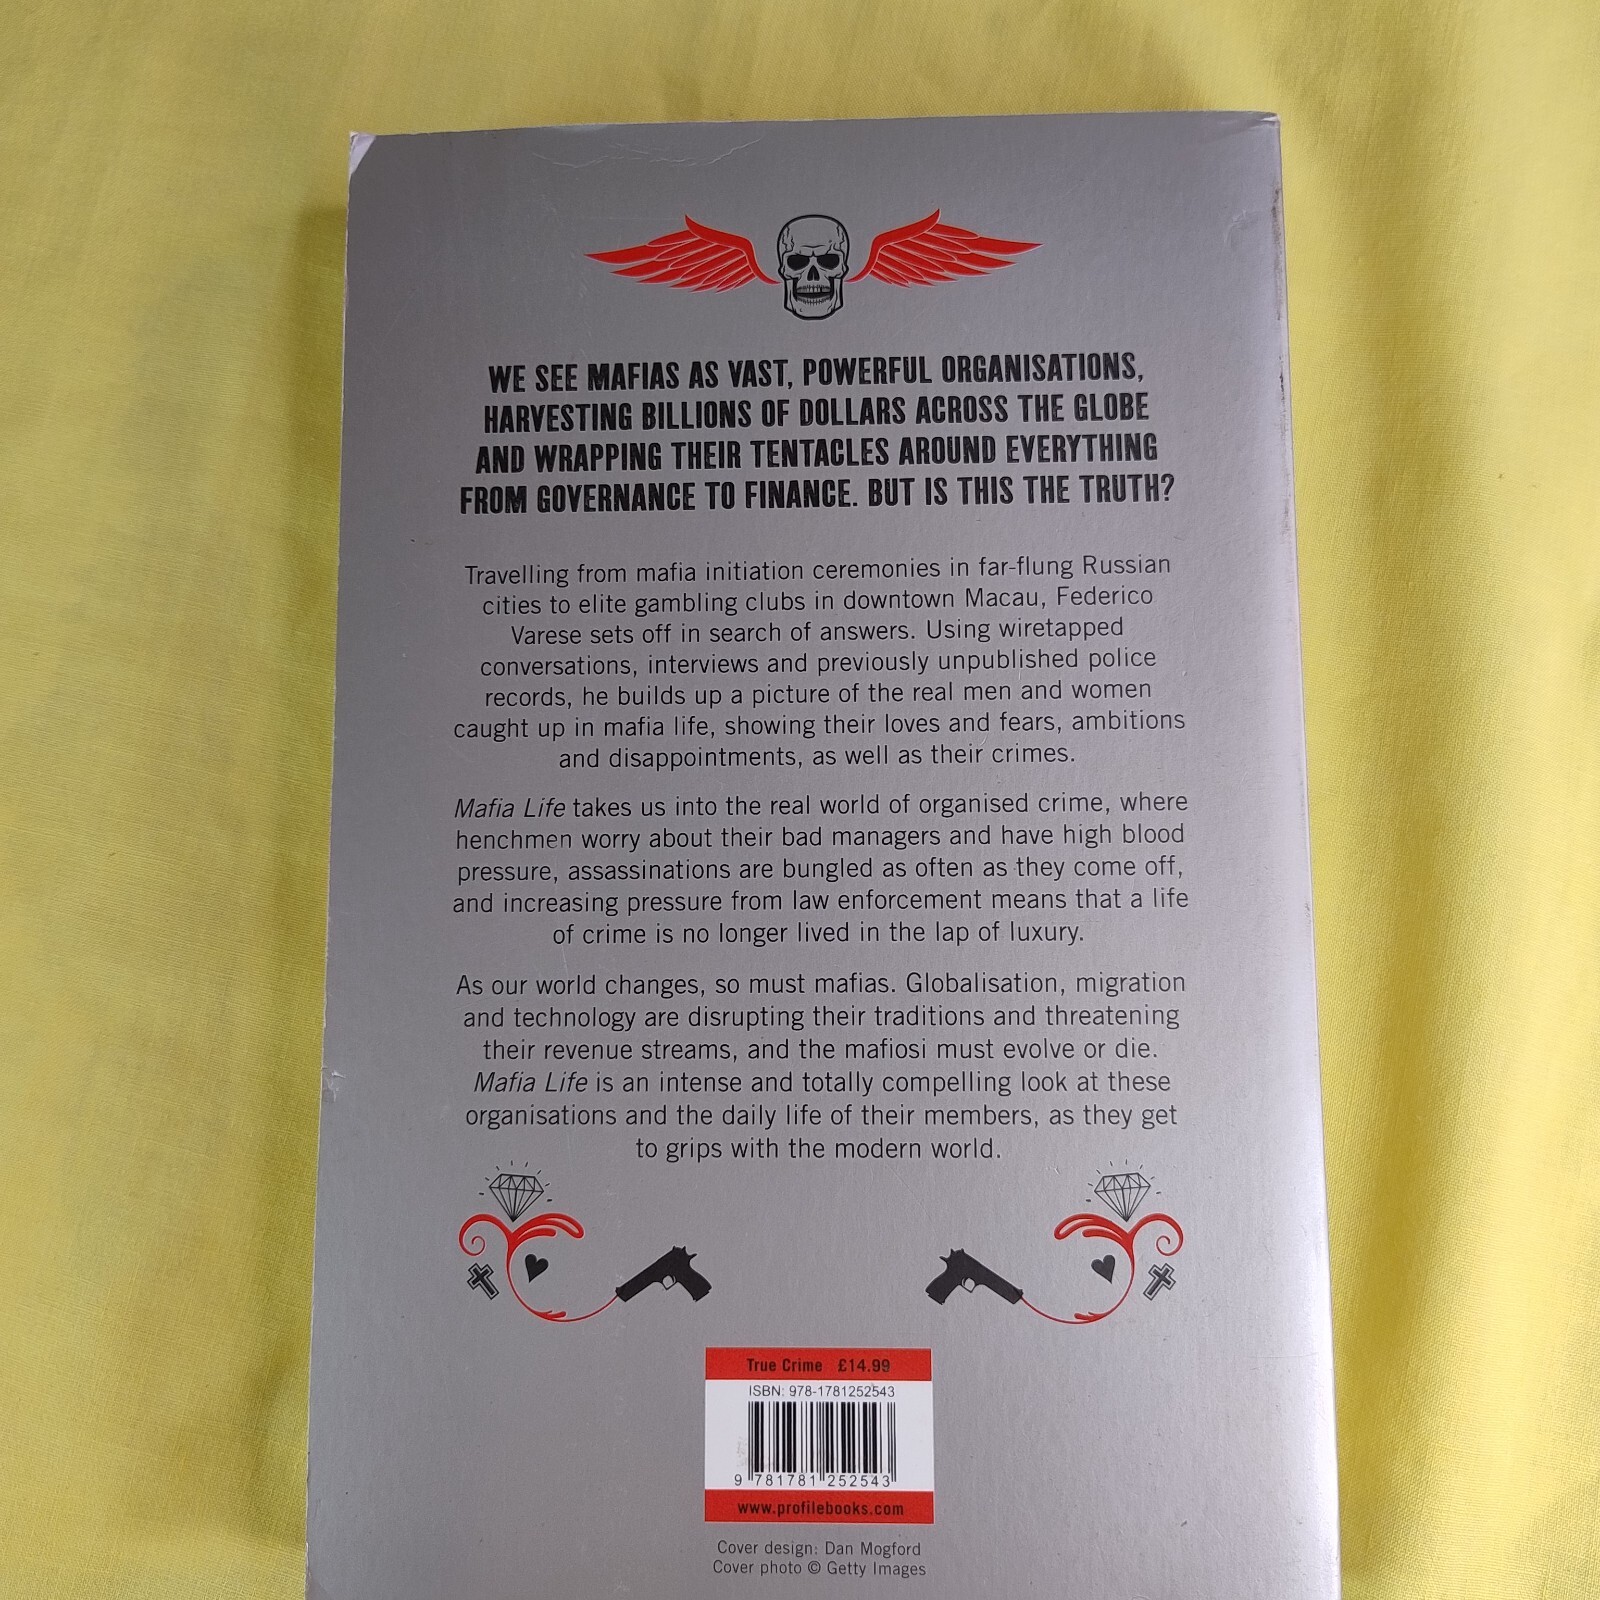 WE SEE MAFIAS AS VAST, POWERFUL ORGANISATIONS,
HARVESTING BILLIONS OF DOLLARS ACROSS THE GLOBE
AND WRAPPING THEIR TENTACLES AROUND EVERYTHING
FROM GOVERNANCE TO FINANCE. BUT IS THIS THE TRUTH?
Travelling from mafia initiation ceremonies in far-flung Russian
cities to elite gambling clubs in downtown Macau, Federico
Varese sets off in search of answers. Using wiretapped
conversations, interviews and previously unpublished police
records, he builds up a picture of the real men and women
caught up in mafia life, showing their loves and fears, ambitions
and disappointments, as well as their crimes.
Mafia Life takes us into the real world of organised crime, where
henchmen worry about their bad managers and have high blood
pressure, assassinations are bungled as often as they come off,
and increasing pressure from law enforcement means that a life
of crime is no longer lived in the lap of luxury.
As our world changes, so must mafias. Globalisation, migration
and technology are disrupting their traditions and threatening
their revenue streams, and the mafiosi must evolve or die.
Mafia Life is an intense and totally compelling look at these
organisations and the daily life of their members, as they get
to grips with the modern world.
True Crime £14.99
ISBN: 978-1781252543
9 781781 252543
www.profilebooks.com
Cover design: Dan Mogford
Cover photo © Getty Images